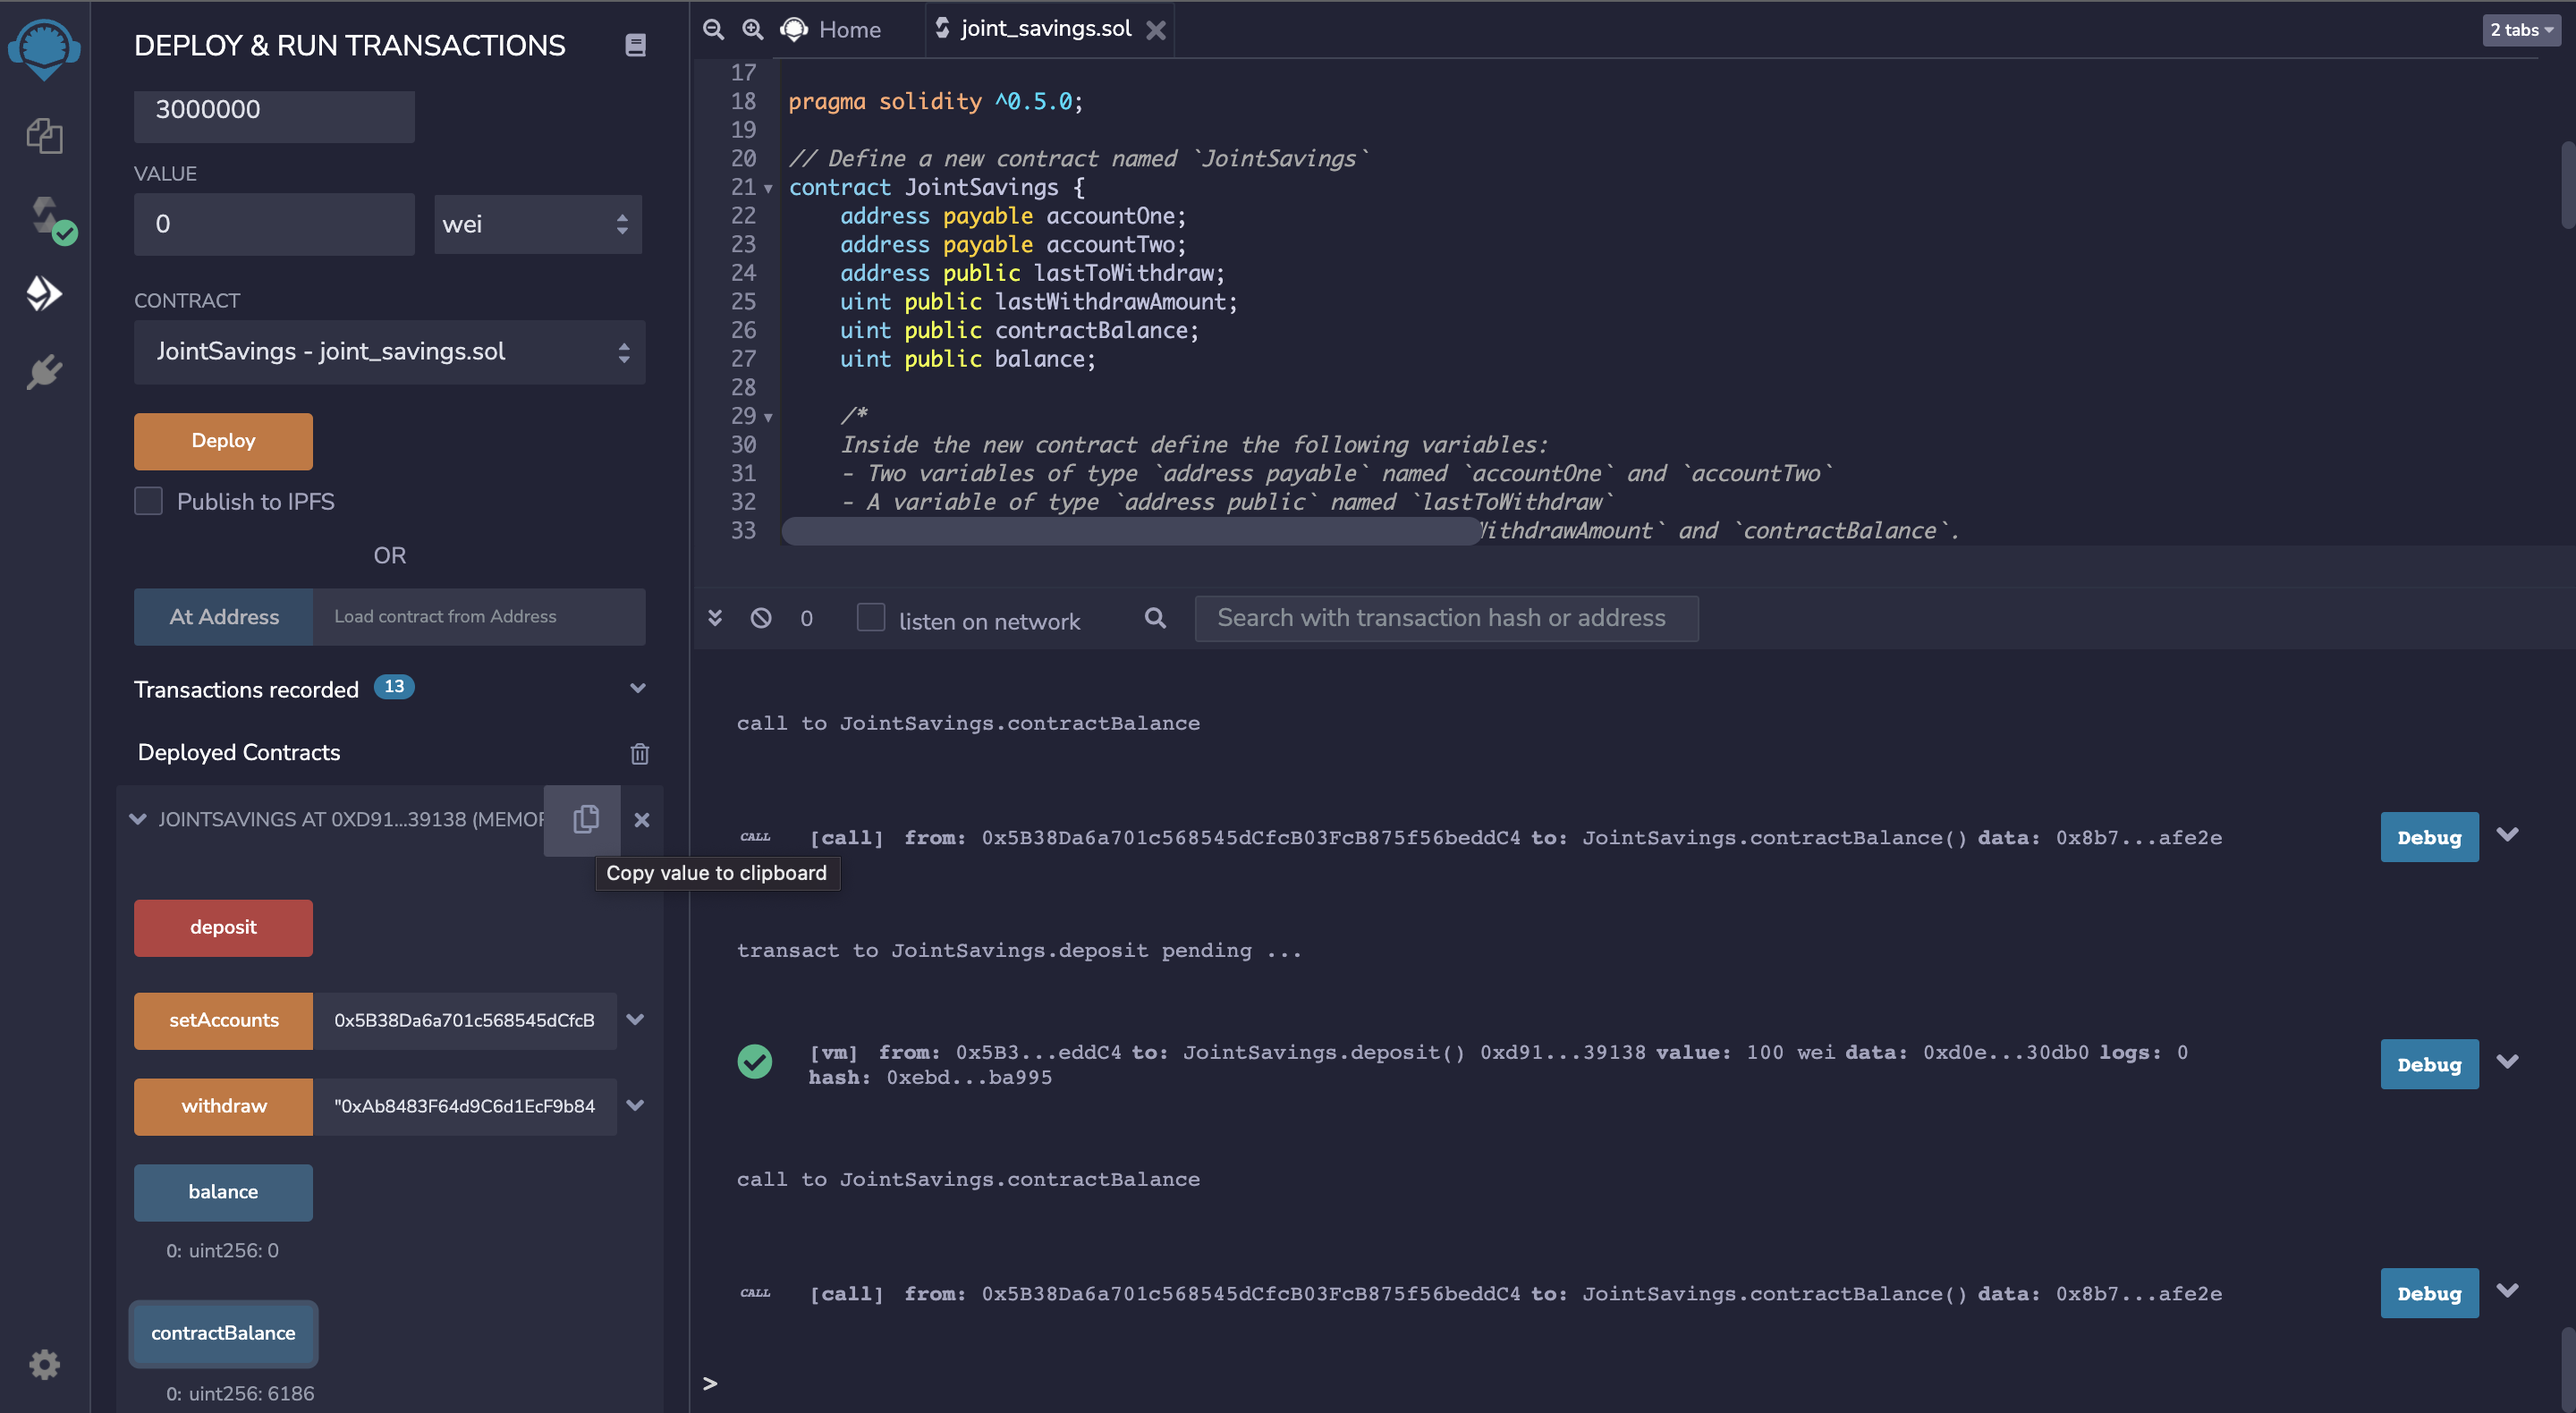 DEPLOY & RUN TRANSACTIONS
3000000
VALUE
0
wei
CONTRACT
JointSavings - joint_savings.sol
Deploy
Publish to IPFS
OR
At Address
Load contract from Address
Transactions recorded 13
Deployed Contracts
JOINTSAVINGS AT 0XD91...39138 (MEMOR
Copy value to clipboard
deposit
setAccounts
0x5B38Da6a701c568545dCfcB
withdraw
"0xAb8483F64d9C6d1EcF9b84
balance
0: uint256: 0
contractBalance
0: uint256: 6186
Home
joint_savings.sol
2 tabs
17
18 pragma solidity ^0.5.0;
19
20 // Define a new contract named `JointSavings`
21 contract JointSavings {
22 address payable accountOne;
23 address payable accountTwo;
24 address public lastToWithdraw;
25 uint public lastWithdrawAmount;
26 uint public contractBalance;
27 uint public balance;
28
29 /*
30 Inside the new contract define the following variables:
31 - Two variables of type `address payable` named `accountOne` and `accountTwo`
32 - A variable of type `address public` named `lastToWithdraw`
33 WithdrawAmount` and `contractBalance`.
0
listen on network
Search with transaction hash or address
call to JointSavings.contractBalance
CALL [call] from: 0x5B38Da6a701c568545dCfcB03FcB875f56beddC4 to: JointSavings.contractBalance() data: 0x8b7...afe2e
Debug
transact to JointSavings.deposit pending ...
[vm] from: 0x5B3...eddC4 to: JointSavings.deposit() 0xd91...39138 value: 100 wei data: 0xd0e...30db0 logs: 0
hash: 0xebd...ba995
Debug
call to JointSavings.contractBalance
CALL [call] from: 0x5B38Da6a701c568545dCfcB03FcB875f56beddC4 to: JointSavings.contractBalance() data: 0x8b7...afe2e
Debug
>